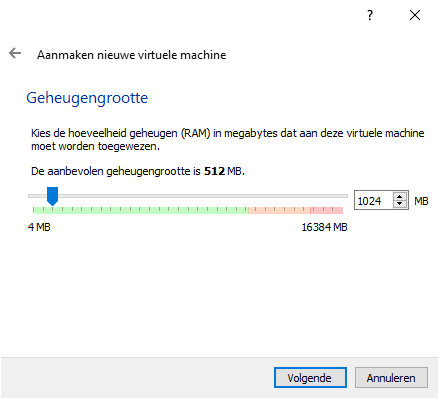 ?
Aanmaken nieuwe virtuele machine
Geheugengrootte
Kies de hoeveelheid geheugen (RAM) in megabytes dat aan deze virtuele machine
moet worden toegewezen.
De aanbevolen geheugengrootte is 512 MB.
1024 MB
4 MB 16384 MB
Volgende Annuleren